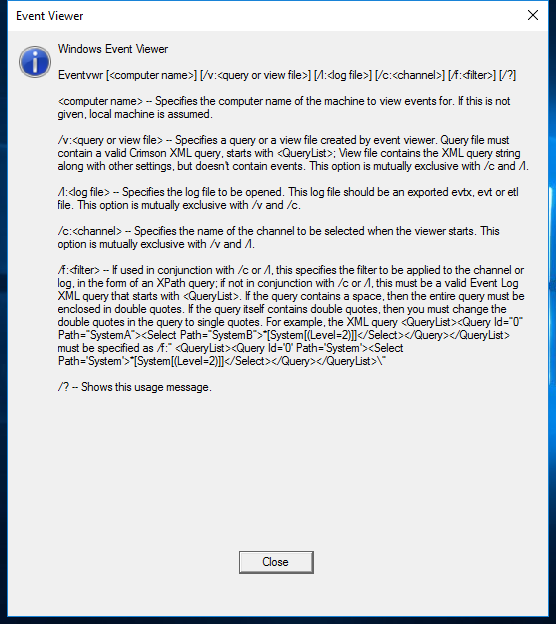 Event Viewer
Windows Event Viewer
Eventvwr [<computer name>] [/v:<query or view file>] [/l:<log file>] [/c:<channel>] [/f:<filter>] [/?]
<computer name> -- Specifies the computer name of the machine to view events for. If this is not
given, local machine is assumed.
/v:<query or view file> -- Specifies a query or a view file created by event viewer. Query file must
contain a valid Crimson XML query, starts with <QueryList>; View file contains the XML query string
along with other settings, but doesn't contain events. This option is mutually exclusive with /c and /l.
/l:<log file> -- Specifies the log file to be opened. This log file should be an exported evtx, evt or etl
file. This option is mutually exclusive with /v and /c.
/c:<channel> -- Specifies the name of the channel to be selected when the viewer starts. This
option is mutually exclusive with /v and /l.
/f:<filter> -- If used in conjunction with /c or /l, this specifies the filter to be applied to the channel or
log, in the form of an XPath query; if not in conjunction with /c or /l, this must be a valid Event Log
XML query that starts with <QueryList>. If the query contains a space, then the entire query must be
enclosed in double quotes. If the query itself contains double quotes, then you must change the
double quotes in the query to single quotes. For example, the XML query <QueryList><Query Id="0"
Path="SystemA"><Select Path="SystemB">*[System[(Level=2)]]</Select></Query></QueryList>
must be specified as /f:" <QueryList><Query Id='0' Path='System'><Select
Path='System'>*[System[(Level=2)]]</Select></Query></QueryList>\"
/? -- Shows this usage message.
Close